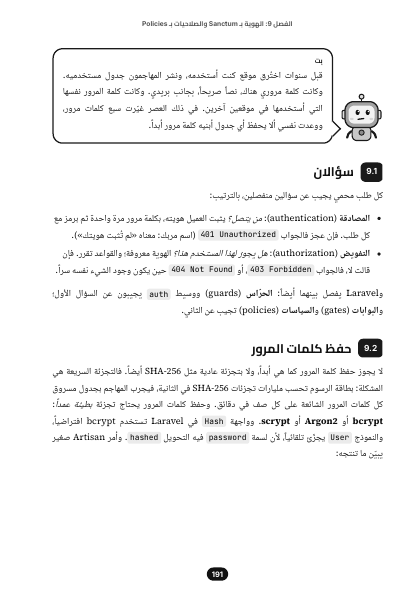 الفصل 9: الهوية بـ Sanctum والصلاحيات بـ Policies
بِت
قبل سنوات اختُرق موقع كنت أستخدمه، ونشر المهاجمون جدول مستخدميه.
وكانت كلمة مروري هناك، نصاً صريحاً، بجانب بريدي. وكانت كلمة المرور نفسها
التي أستخدمها في موقعين آخرين. في ذلك العصر غيّرت سبع كلمات مرور،
ووعدت نفسي ألا يحفظ أي جدول أبنيه كلمة مرور أبداً.
9.1 سؤالان
كل طلب محمي يجيب عن سؤالين منفصلين، بالترتيب:
• المصادقة (authentication): من يتصل؟ يثبت العميل هويته، بكلمة مرور مرة واحدة ثم برمز مع
كل طلب. فإن عجز فالجواب 401 Unauthorized (اسم مربك: معناه «لم تُثبت هويتك»).
• التفويض (authorization): هل يجوز لهذا المستخدم هذا؟ الهوية معروفة؛ والقواعد تقرر. فإن
قالت لا، فالجواب 403 Forbidden، أو 404 Not Found حين يكون وجود الشيء نفسه سراً.
وLaravel يفصل بينهما أيضاً: الحرّاس (guards) ووسيط auth يجيبون عن السؤال الأول؛
والبوابات (gates) والسياسات (policies) تجيب عن الثاني.
9.2 حفظ كلمات المرور
لا يجوز حفظ كلمة المرور كما هي أبداً، ولا بتجزئة عادية مثل SHA-256 أيضاً. فالتجزئة السريعة هي
المشكلة: بطاقة الرسوم تحسب مليارات تجزئات SHA-256 في الثانية، فيجرب المهاجم بجدول مسروق
كل كلمات المرور الشائعة على كل صف في دقائق. وحفظ كلمات المرور يحتاج تجزئة بطيئة عمداً:
bcrypt أو Argon2 أو scrypt. وواجهة Hash في Laravel تستخدم bcrypt افتراضياً،
والنموذج User يجزّئ تلقائياً، لأن لسمة password فيه التحويل hashed. وأمر Artisan صغير
يبيّن ما تنتجه:
191